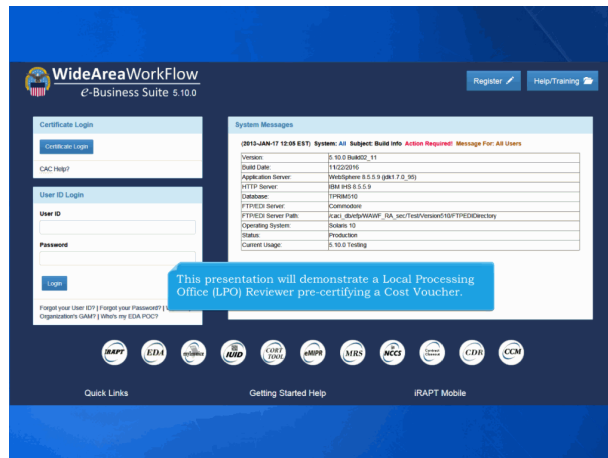 WideAreaWorkFlow
e-Business Suite 5.10.0
Register
Help/Training
Certificate Login
Certificate Login
CAC Help?
User ID Login
User ID
Password
Login
Forgot your User ID? | Forgot your Password? |
Organization's GAM? | Who's my EDA POC?
System Messages
(2013-JAN-17 12:05 EST) System: All Subject: Build Info Action Required! Message For: All Users
Version: 5.10.0 Build02_11
Build Date: 11/22/2016
Application Server: WebSphere 8.5.5.9 (jdk1.7.0_95)
HTTP Server: IBM IHS 8.5.5.9
Database: TPRIM510
FTP/EDI Server: Commodore
FTP/EDI Server Path: /caci_db/efp/WAWF_RA_sec/Test/Version510/FTPEDIDirectory
Operating System: Solaris 10
Status: Production
Current Usage: 5.10.0 Testing
This presentation will demonstrate a Local Processing
Office (LPO) Reviewer pre-certifying a Cost Voucher.
iRAPT
EDA
myInvoice
IUID
CORT TOOL
eMIPR
MRS
NCCS
Contract Closeout
CDR
CCM
Quick Links
Getting Started Help
iRAPT Mobile